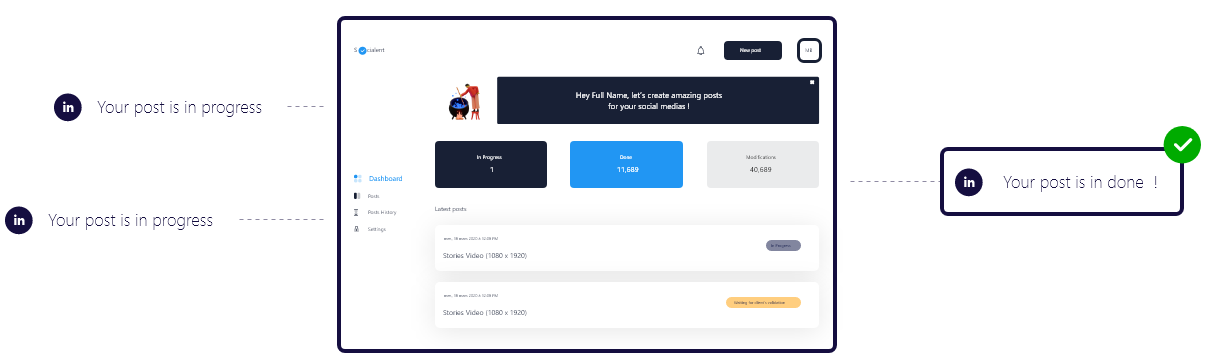 in Your post is in progress
in Your post is in progress
Socialent
New post
ME
Hey Full Name, let's create amazing posts
for your social medias !
In Progress
1
Done
11,689
Modifications
40,689
Dashboard
Posts
Posts History
Settings
Latest posts
Stories Video (1080 x 1920)
In Progress
Stories Video (1080 x 1920)
Waiting for client's validation
in Your post is in done !